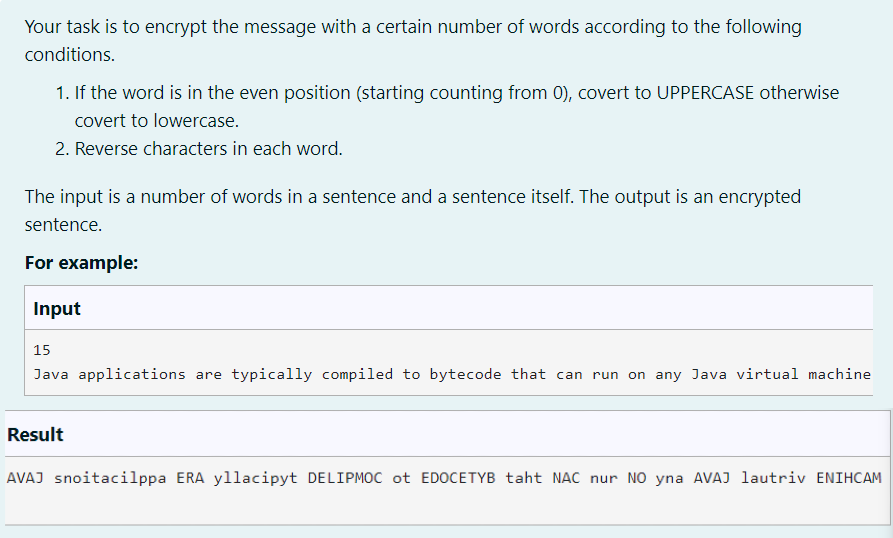 Your task is to encrypt the message with a certain number of words according to the following
conditions.
1. If the word is in the even position (starting counting from 0), covert to UPPERCASE otherwise
covert to lowercase.
2. Reverse characters in each word.
The input is a number of words in a sentence and a sentence itself. The output is an encrypted
sentence.
For example:
Input
15
Java applications are typically compiled to bytecode that can run on any Java virtual machine
Result
AVAJ snoitacilppa ERA yllacipyt DELIPMOC ot EDOCETYB taht NAC nur NO yna AVAJ lautriv ENIHCAM